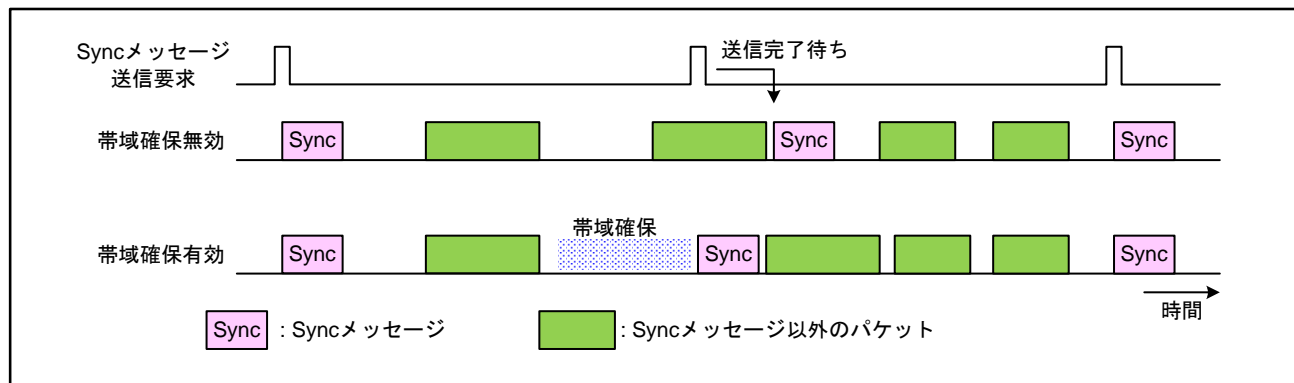 Syncメッセージ
送信要求
送信完了待ち
帯域確保無効
Sync
Sync
Sync
帯域確保
帯域確保有効
Sync
Sync
Sync
時間
Sync : Syncメッセージ
: Syncメッセージ以外のパケット